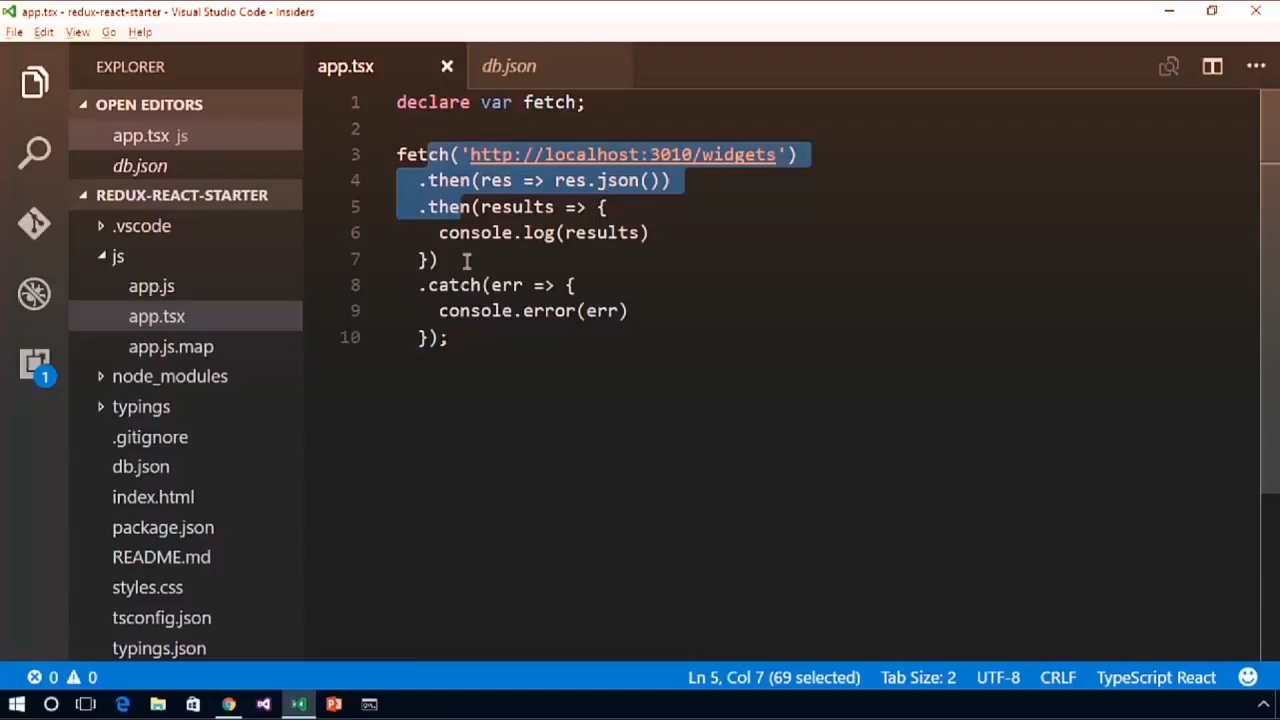 app.tsx - redux-react-starter - Visual Studio Code - Insiders
File Edit View Go Help
EXPLORER
OPEN EDITORS
app.tsx js
db.json
REDUX-REACT-STARTER
.vscode
js
app.js
app.tsx
app.js.map
node_modules
typings
.gitignore
db.json
index.html
package.json
README.md
styles.css
tsconfig.json
typings.json
1
app.tsx db.json
1 declare var fetch;
2
3 fetch('http://localhost:3010/widgets')
4 .then(res => res.json())
5 .then(results => {
6 console.log(results)
7 })
8 .catch(err => {
9 console.error(err)
10 });
0 0 Ln 5, Col 7 (69 selected) Tab Size: 2 UTF-8 CRLF TypeScript React